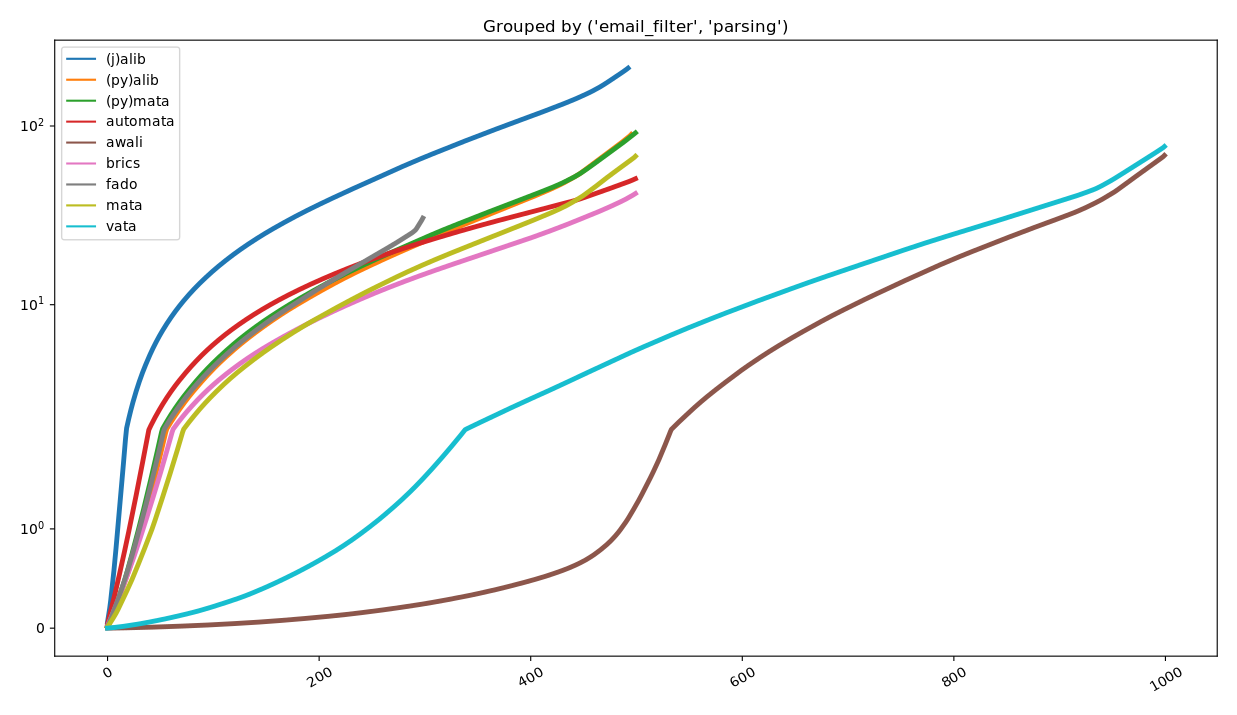 Grouped by ('email_filter', 'parsing')
(j)alib
(py)alib
(py)mata
automata
awali
brics
fado
mata
vata
10²
10¹
10⁰
0
0
200
400
600
800
1000